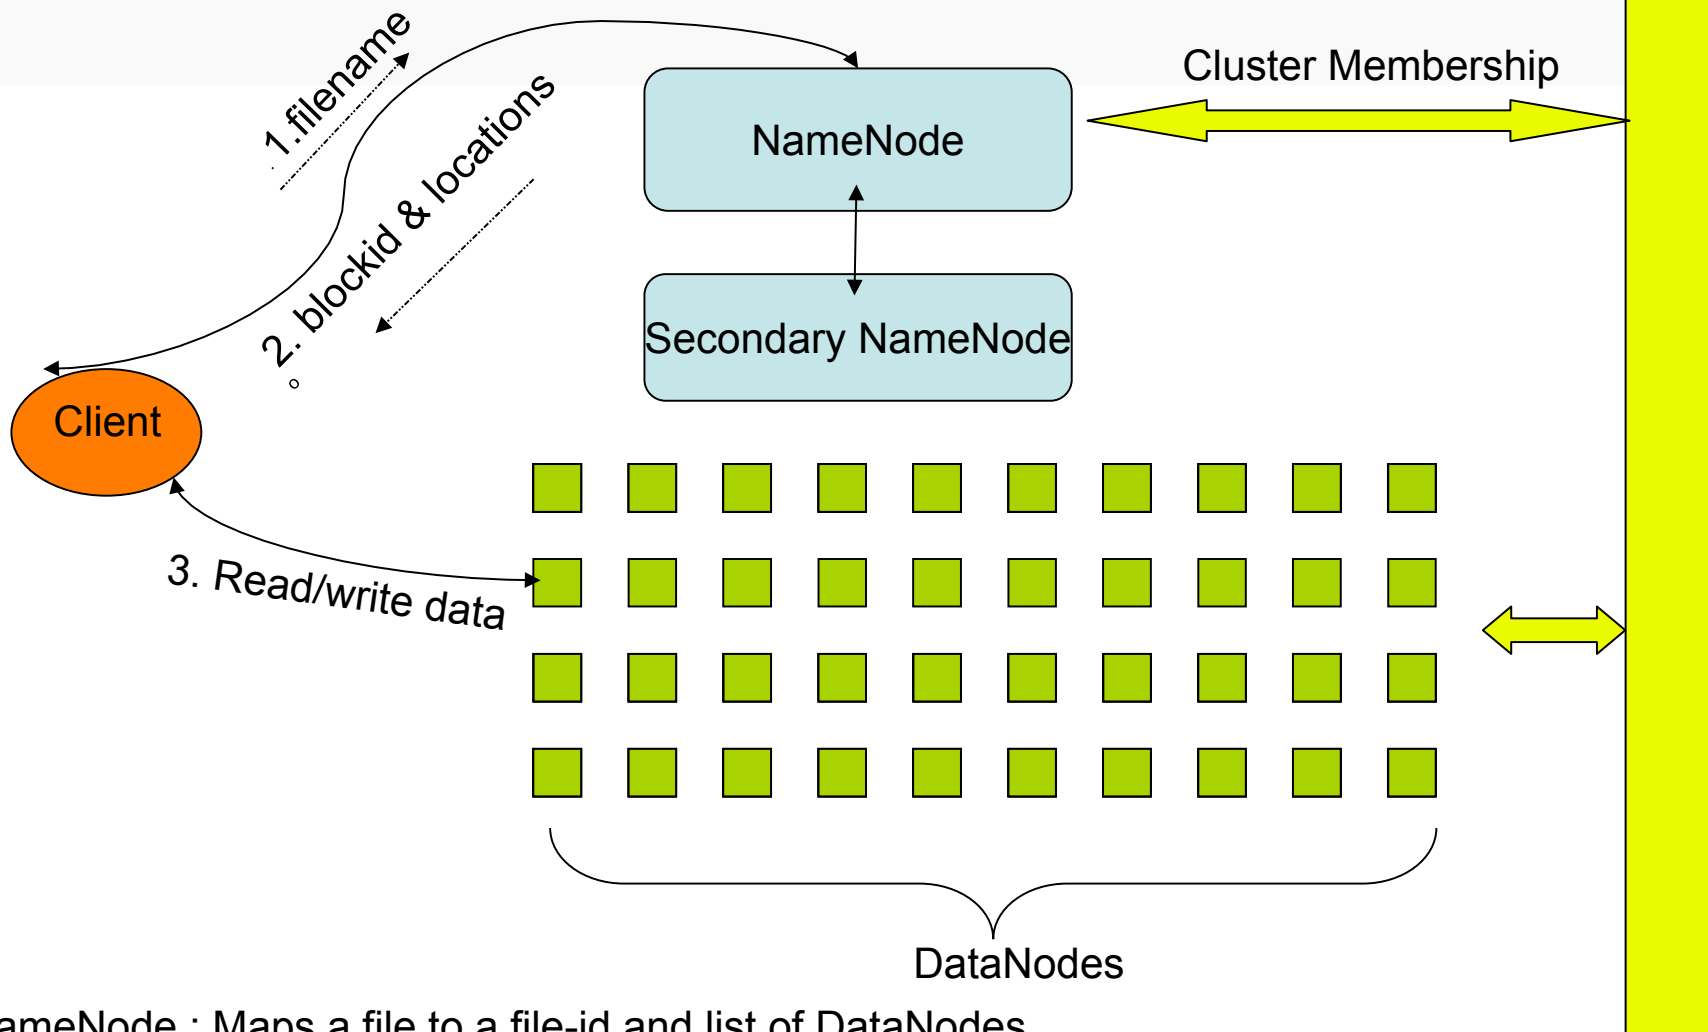 1.filename
Cluster Membership
NameNode
2. blockid & locations
o
Secondary NameNode
Client
3. Read/write data
DataNodes
ameNode : Maps a file to a file-id and list of DataNodes